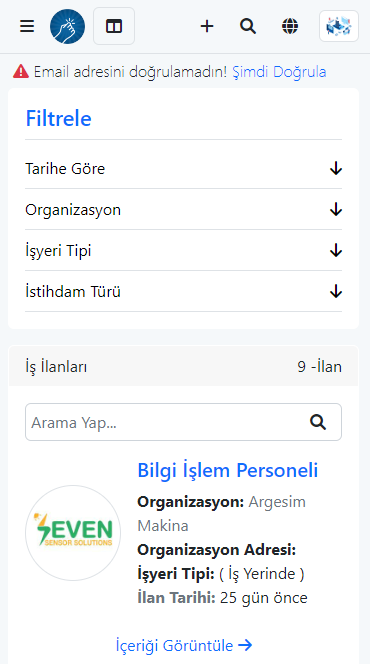 Email adresini doğrulamadın! Şimdi Doğrula
Filtrele
Tarihe Göre
Organizasyon
İşyeri Tipi
İstihdam Türü
İş İlanları 9 -İlan
Arama Yap...
Bilgi İşlem Personeli
Organizasyon: Argesim
Makina
Organizasyon Adresi:
İşyeri Tipi: ( İş Yerinde )
İlan Tarihi: 25 gün önce
SEVEN
SENSOR SOLUTIONS
İçeriği Görüntüle